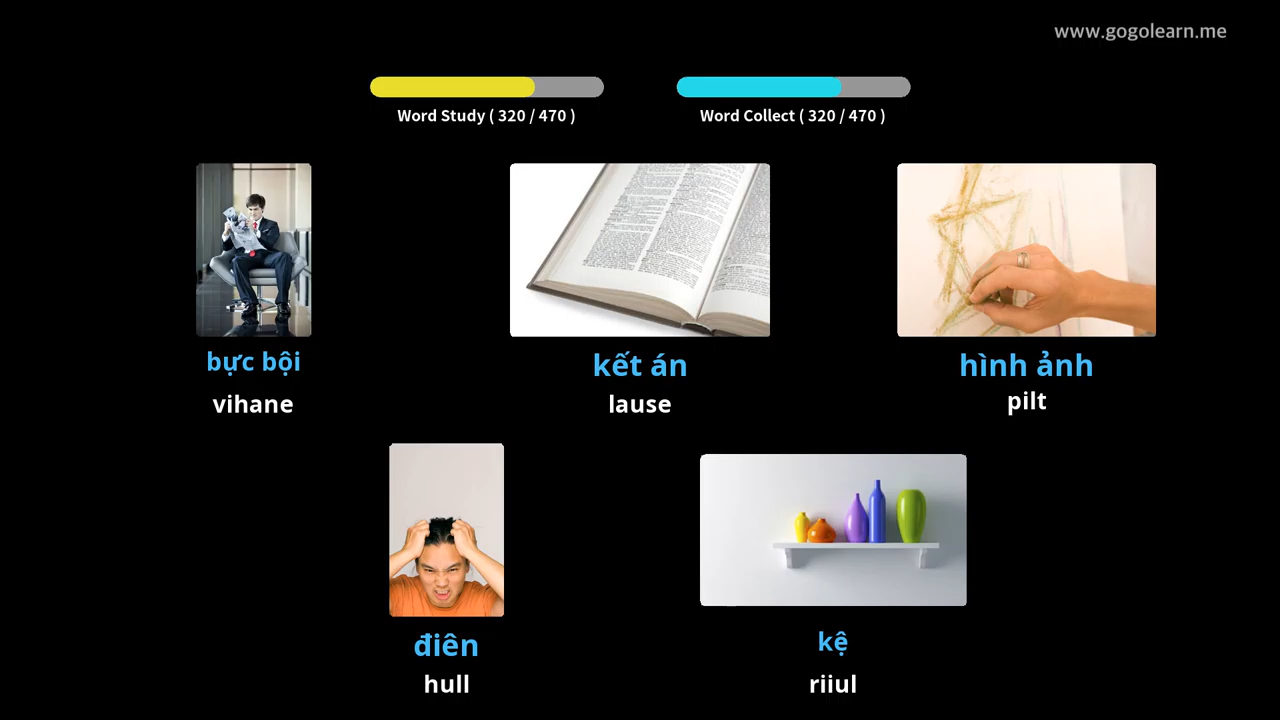 www.gogolearn.me
Word Study ( 320 / 470 )
Word Collect ( 320 / 470 )
bực bội
vihane
kết án
lause
hình ảnh
pilt
điên
hull
kệ
riiul